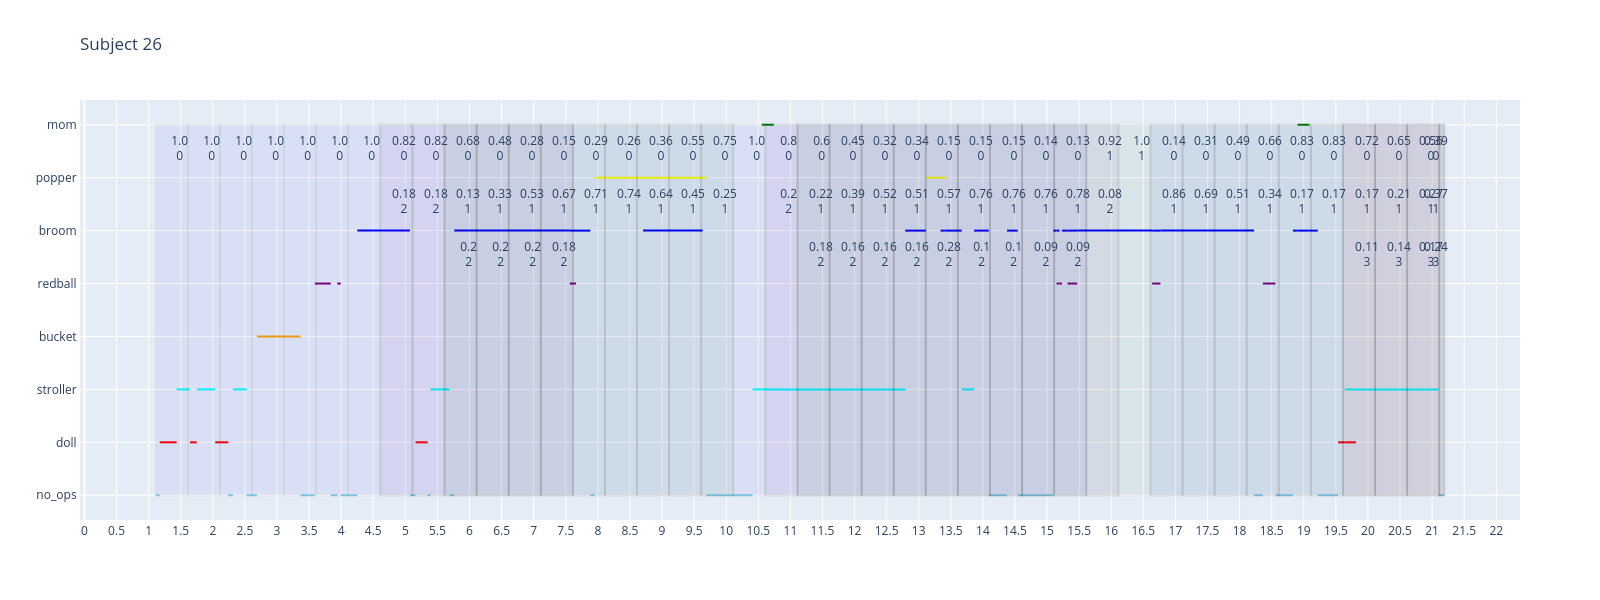 Subject 26
mom
1.0 1.0 1.0 1.0 1.0 1.0 1.0 0.82 0.82 0.68 0.48 0.28 0.15 0.29 0.26 0.36 0.55 0.75 1.0 0.8 0.6 0.45 0.32 0.34 0.15 0.15 0.15 0.14 0.13 0.92 1.0 0.14 0.31 0.49 0.66 0.83 0.83 0.72 0.65
0 0 0 0 0 0 0 0 0 0 0 0 0 0 0 0 0 0 0 0 0 0 0 0 0 0 0 0 0 1 1 0 0 0 0 0 0 0 0
popper
0.18 0.18 0.13 0.33 0.53 0.67 0.71 0.74 0.64 0.45 0.25 0.2 0.22 0.39 0.52 0.51 0.57 0.76 0.76 0.76 0.78 0.08 0.86 0.69 0.51 0.34 0.17 0.17 0.17 0.21
2 2 1 1 1 1 1 1 1 1 1 2 1 1 1 1 1 1 1 1 1 2 1 1 1 1 1 1 1 1
broom
0.2 0.2 0.2 0.18 0.18 0.16 0.16 0.16 0.28 0.1 0.1 0.09 0.09 0.11 0.14
2 2 2 2 2 2 2 2 2 2 2 2 2 3 3
redball
bucket
stroller
doll
no_ops
0 0.5 1 1.5 2 2.5 3 3.5 4 4.5 5 5.5 6 6.5 7 7.5 8 8.5 9 9.5 10 10.5 11 11.5 12 12.5 13 13.5 14 14.5 15 15.5 16 16.5 17 17.5 18 18.5 19 19.5 20 20.5 21 21.5 22